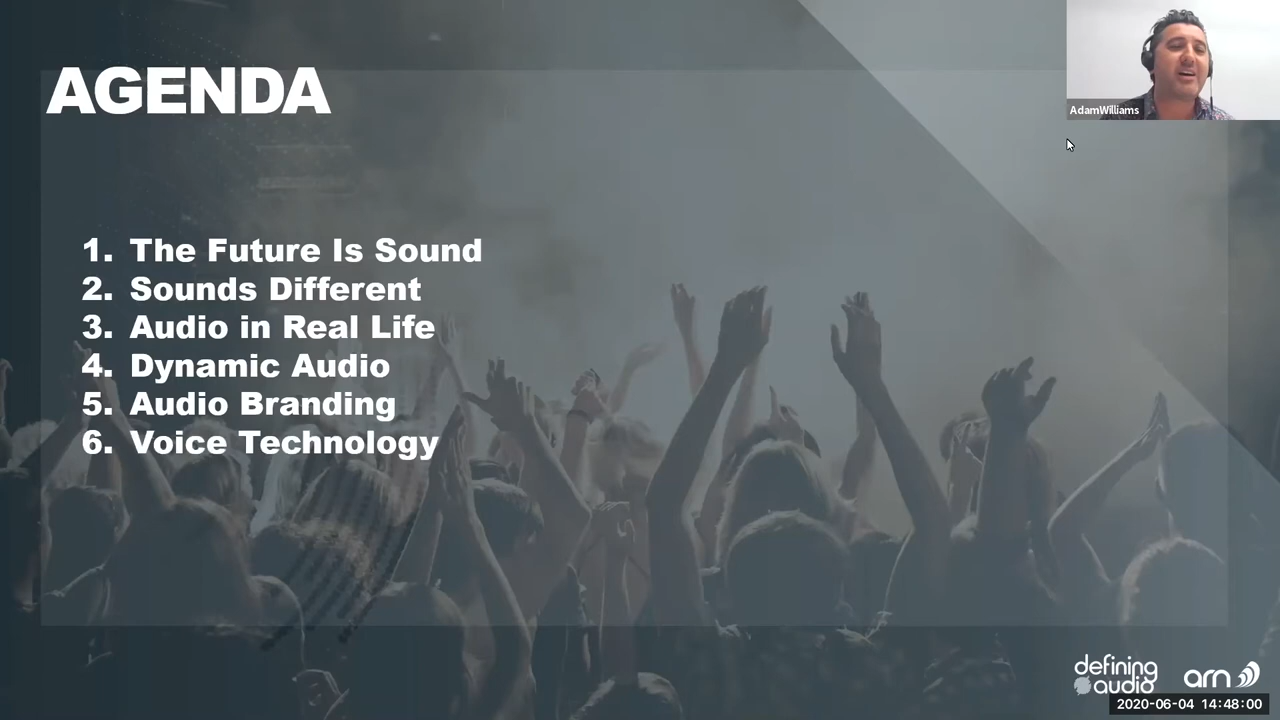 AGENDA
AdamWilliams
1. The Future Is Sound
2. Sounds Different
3. Audio in Real Life
4. Dynamic Audio
5. Audio Branding
6. Voice Technology
defining
audio
arn
2020-06-04 14:48:00